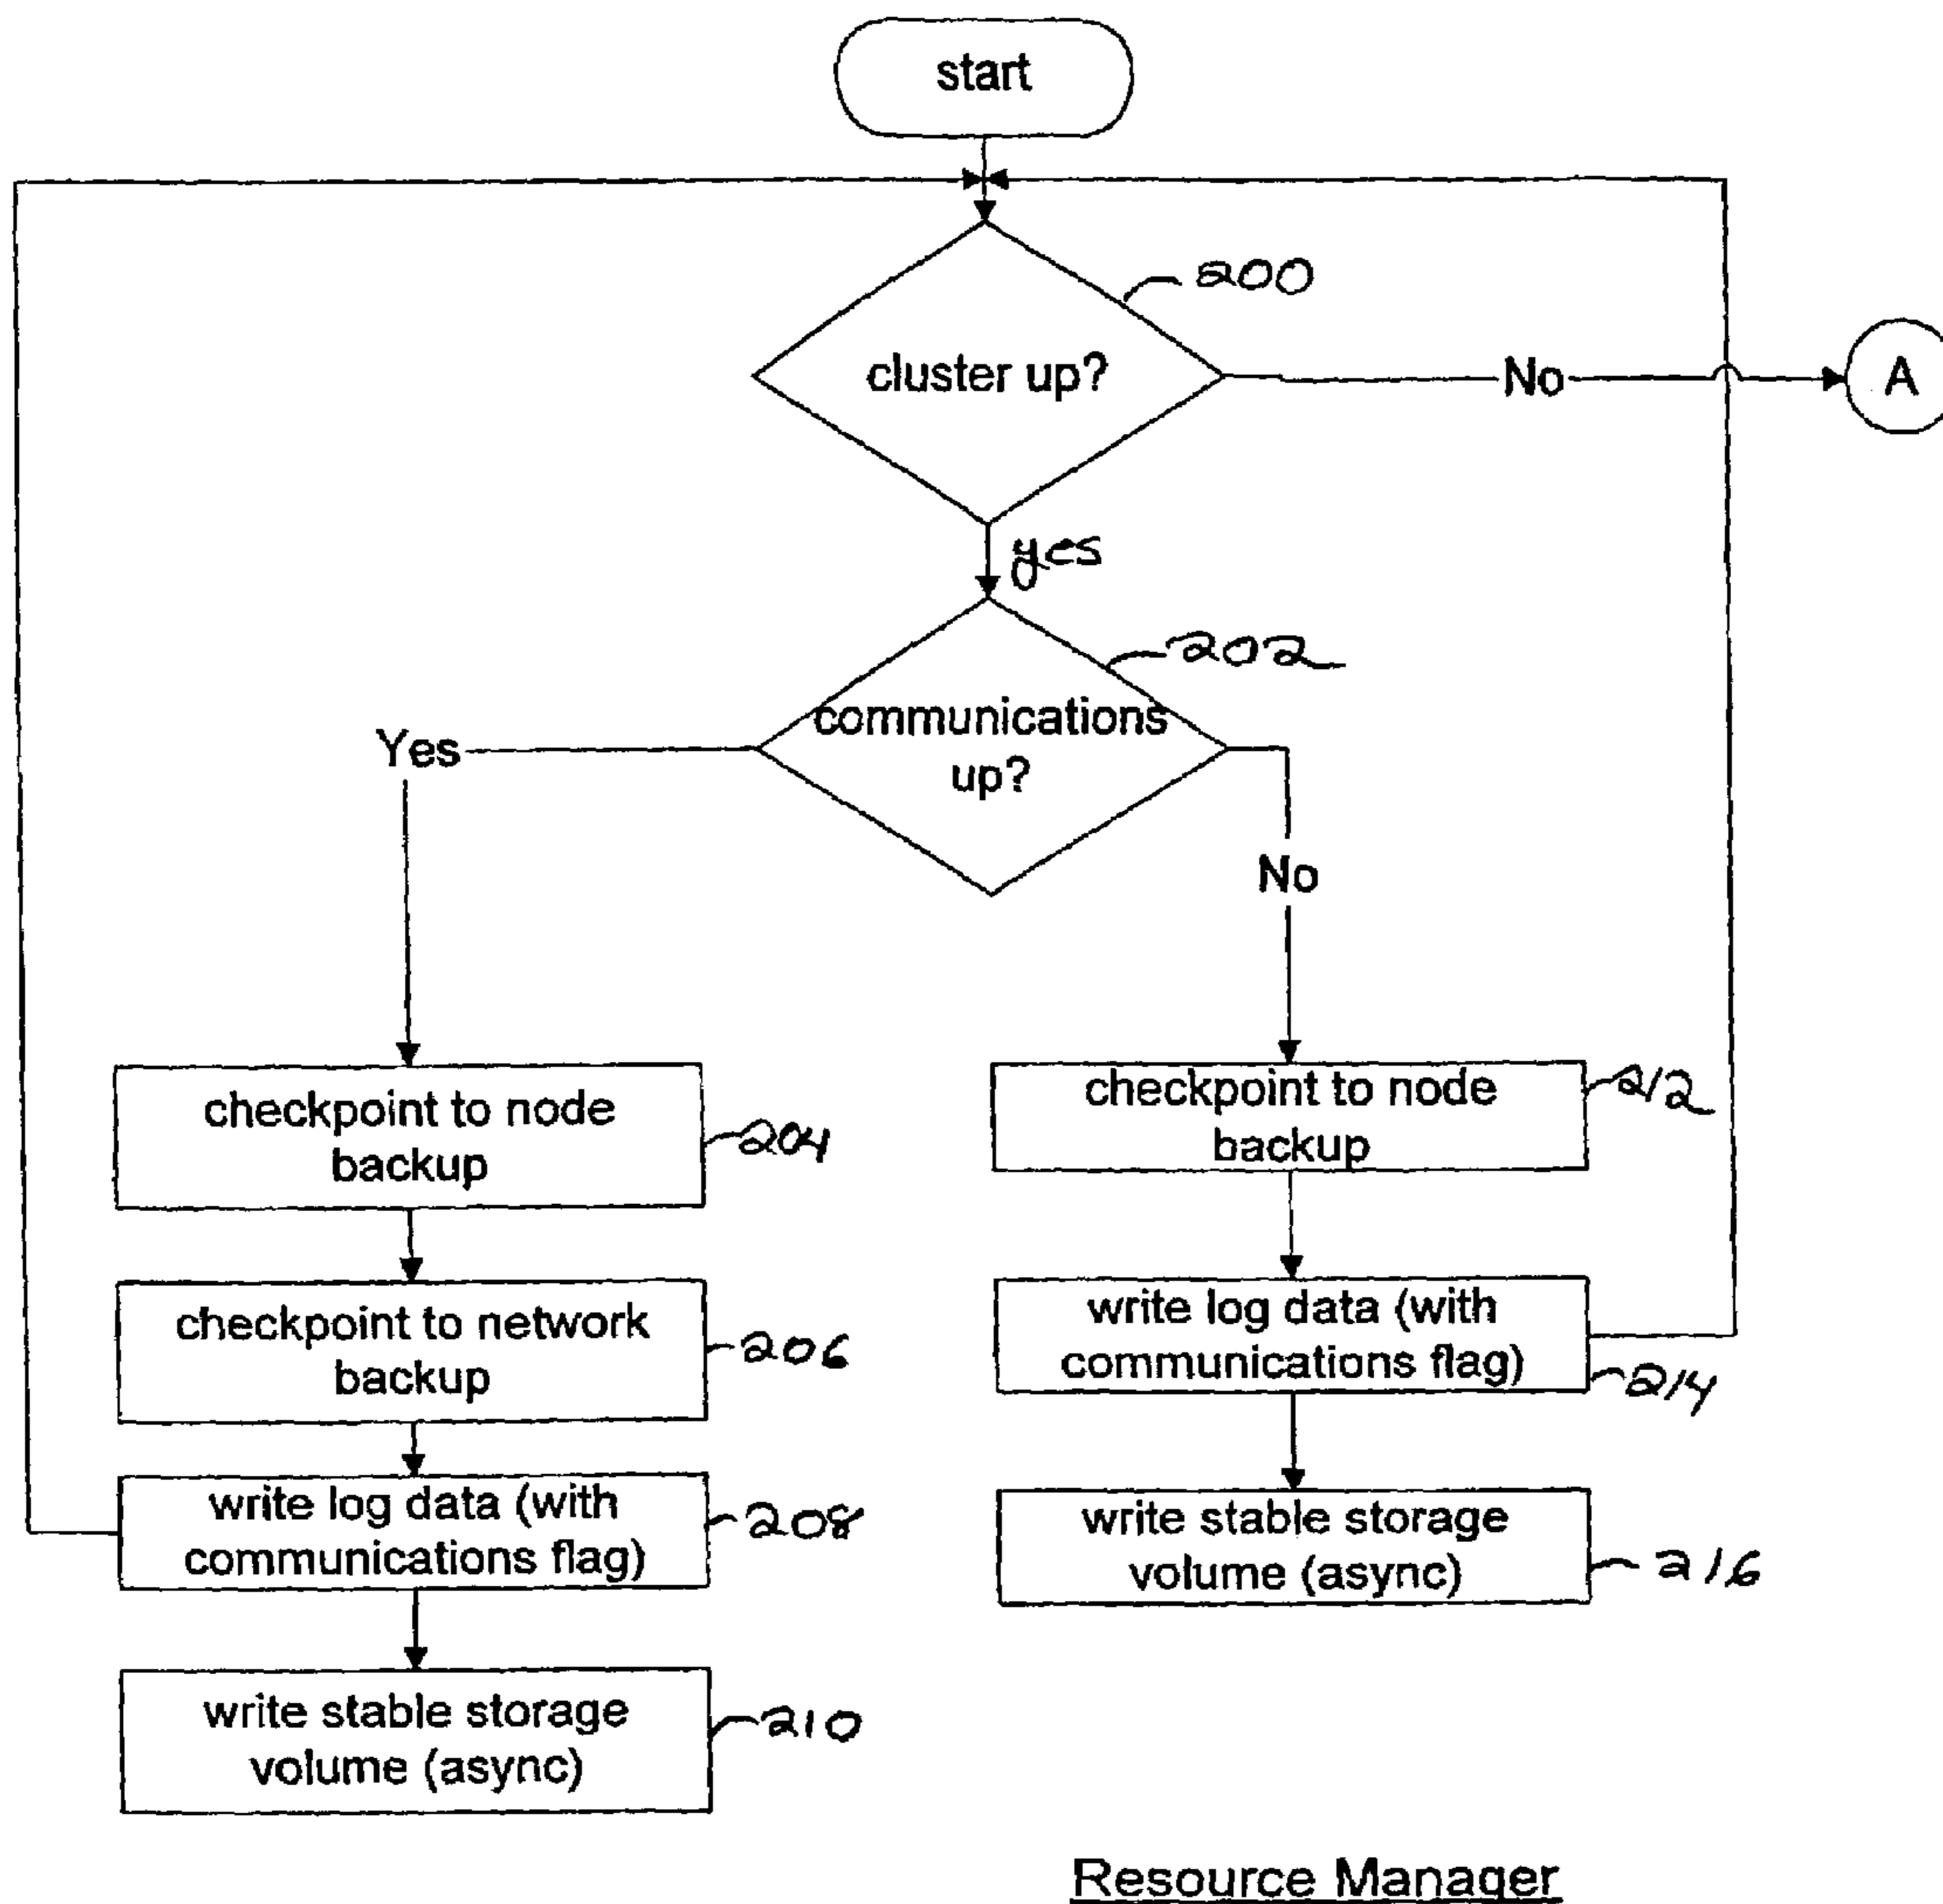 start
200
cluster up?
No
A
yes
202
communications
up?
Yes
No
checkpoint to node
backup
204
checkpoint to node
backup
212
checkpoint to network
backup
206
write log data (with
communications flag)
214
write log data (with
communications flag)
208
write stable storage
volume (async)
216
write stable storage
volume (async)
210
Resource Manager